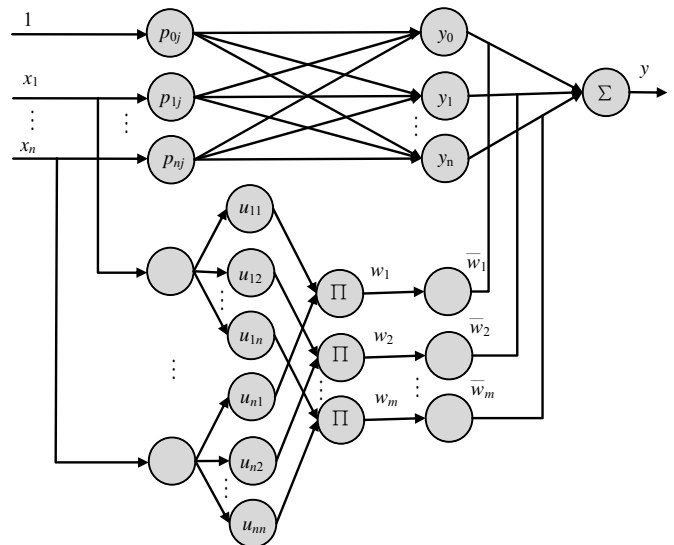 1 p₀ⱼ y₀
x₁ p₁ⱼ y₁ Σ y
⋮ ⋮ ⋮
xₙ pₙⱼ yₙ
u₁₁
u₁₂ Π w₁ w̅₁
⋮
u₁ₙ Π w₂ w̅₂
⋮ ⋮ ⋮
uₙ₁ Π wₘ w̅ₘ
uₙ₂
⋮
uₙₙ